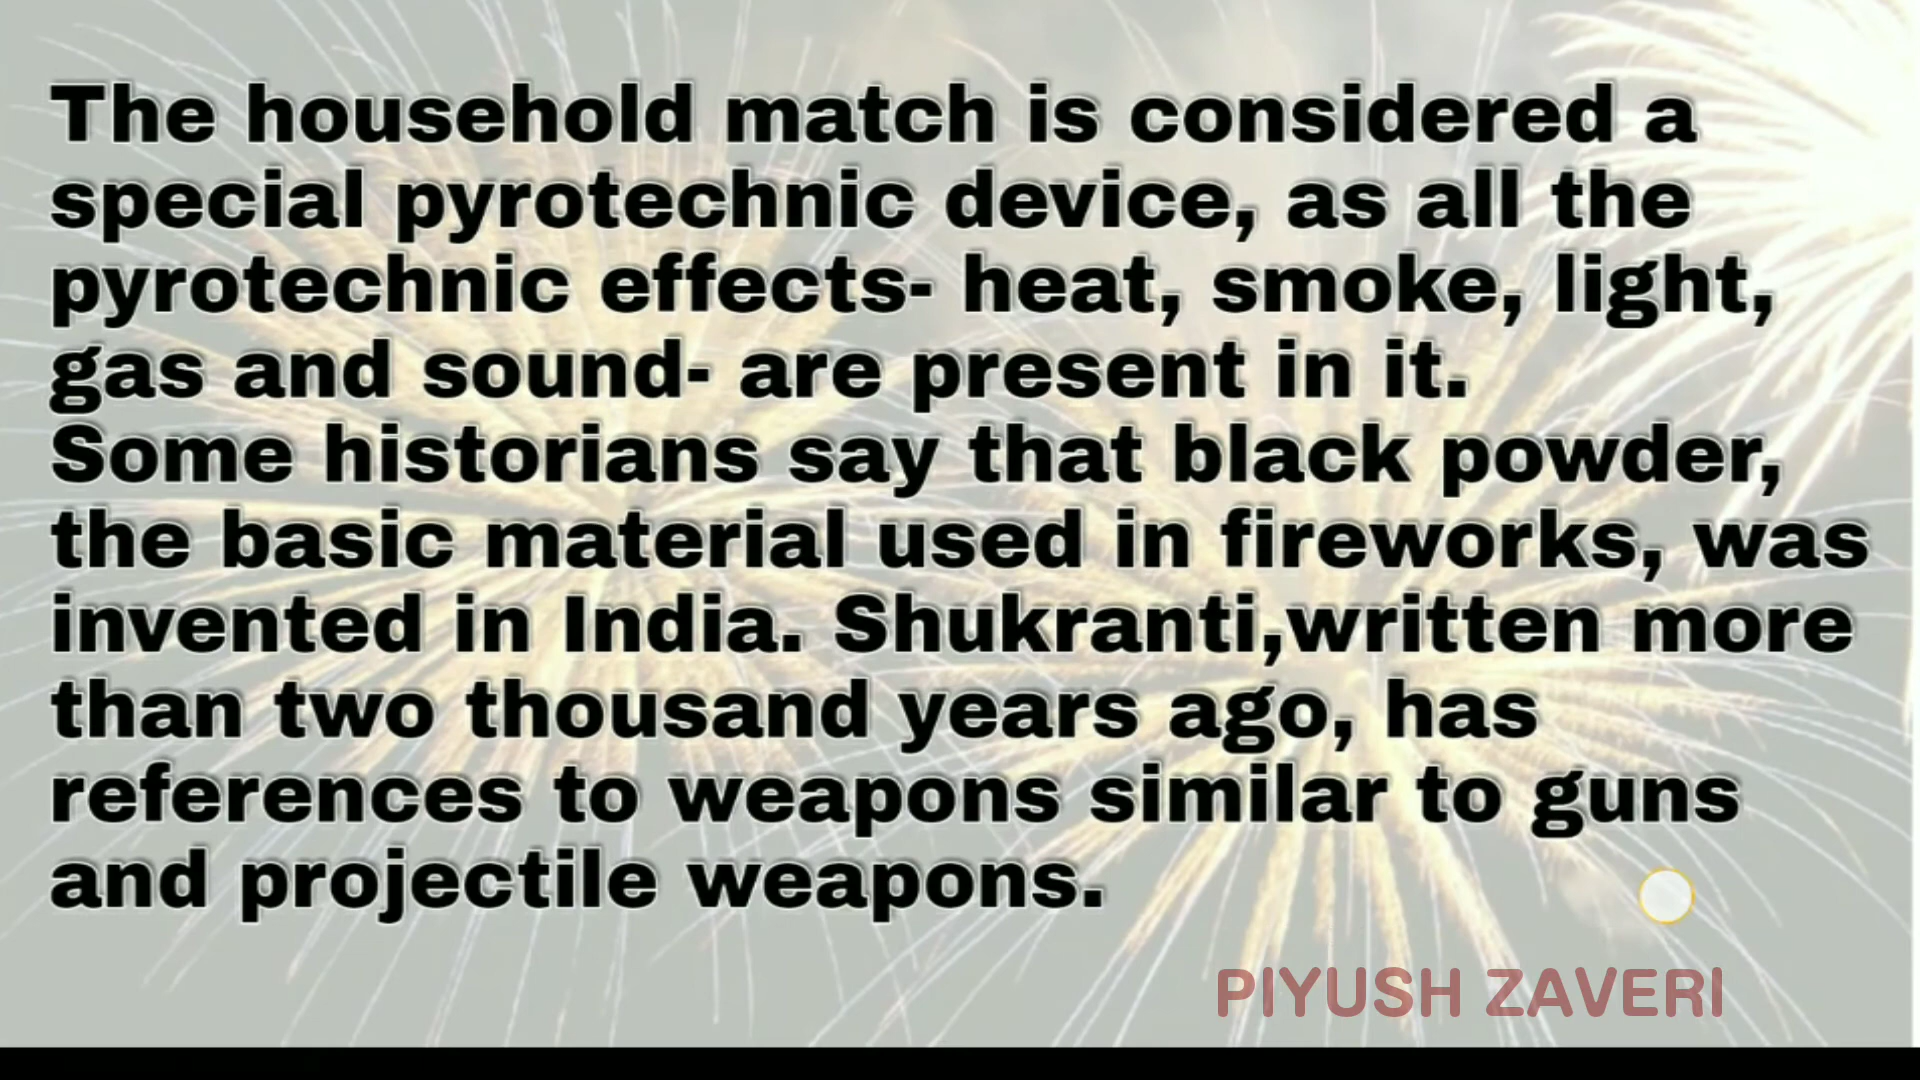 The household match is considered a
special pyrotechnic device, as all the
pyrotechnic effects- heat, smoke, light,
gas and sound- are present in it.
Some historians say that black powder,
the basic material used in fireworks, was
invented in India. Shukranti,written more
than two thousand years ago, has
references to weapons similar to guns
and projectile weapons.
PIYUSH ZAVERI